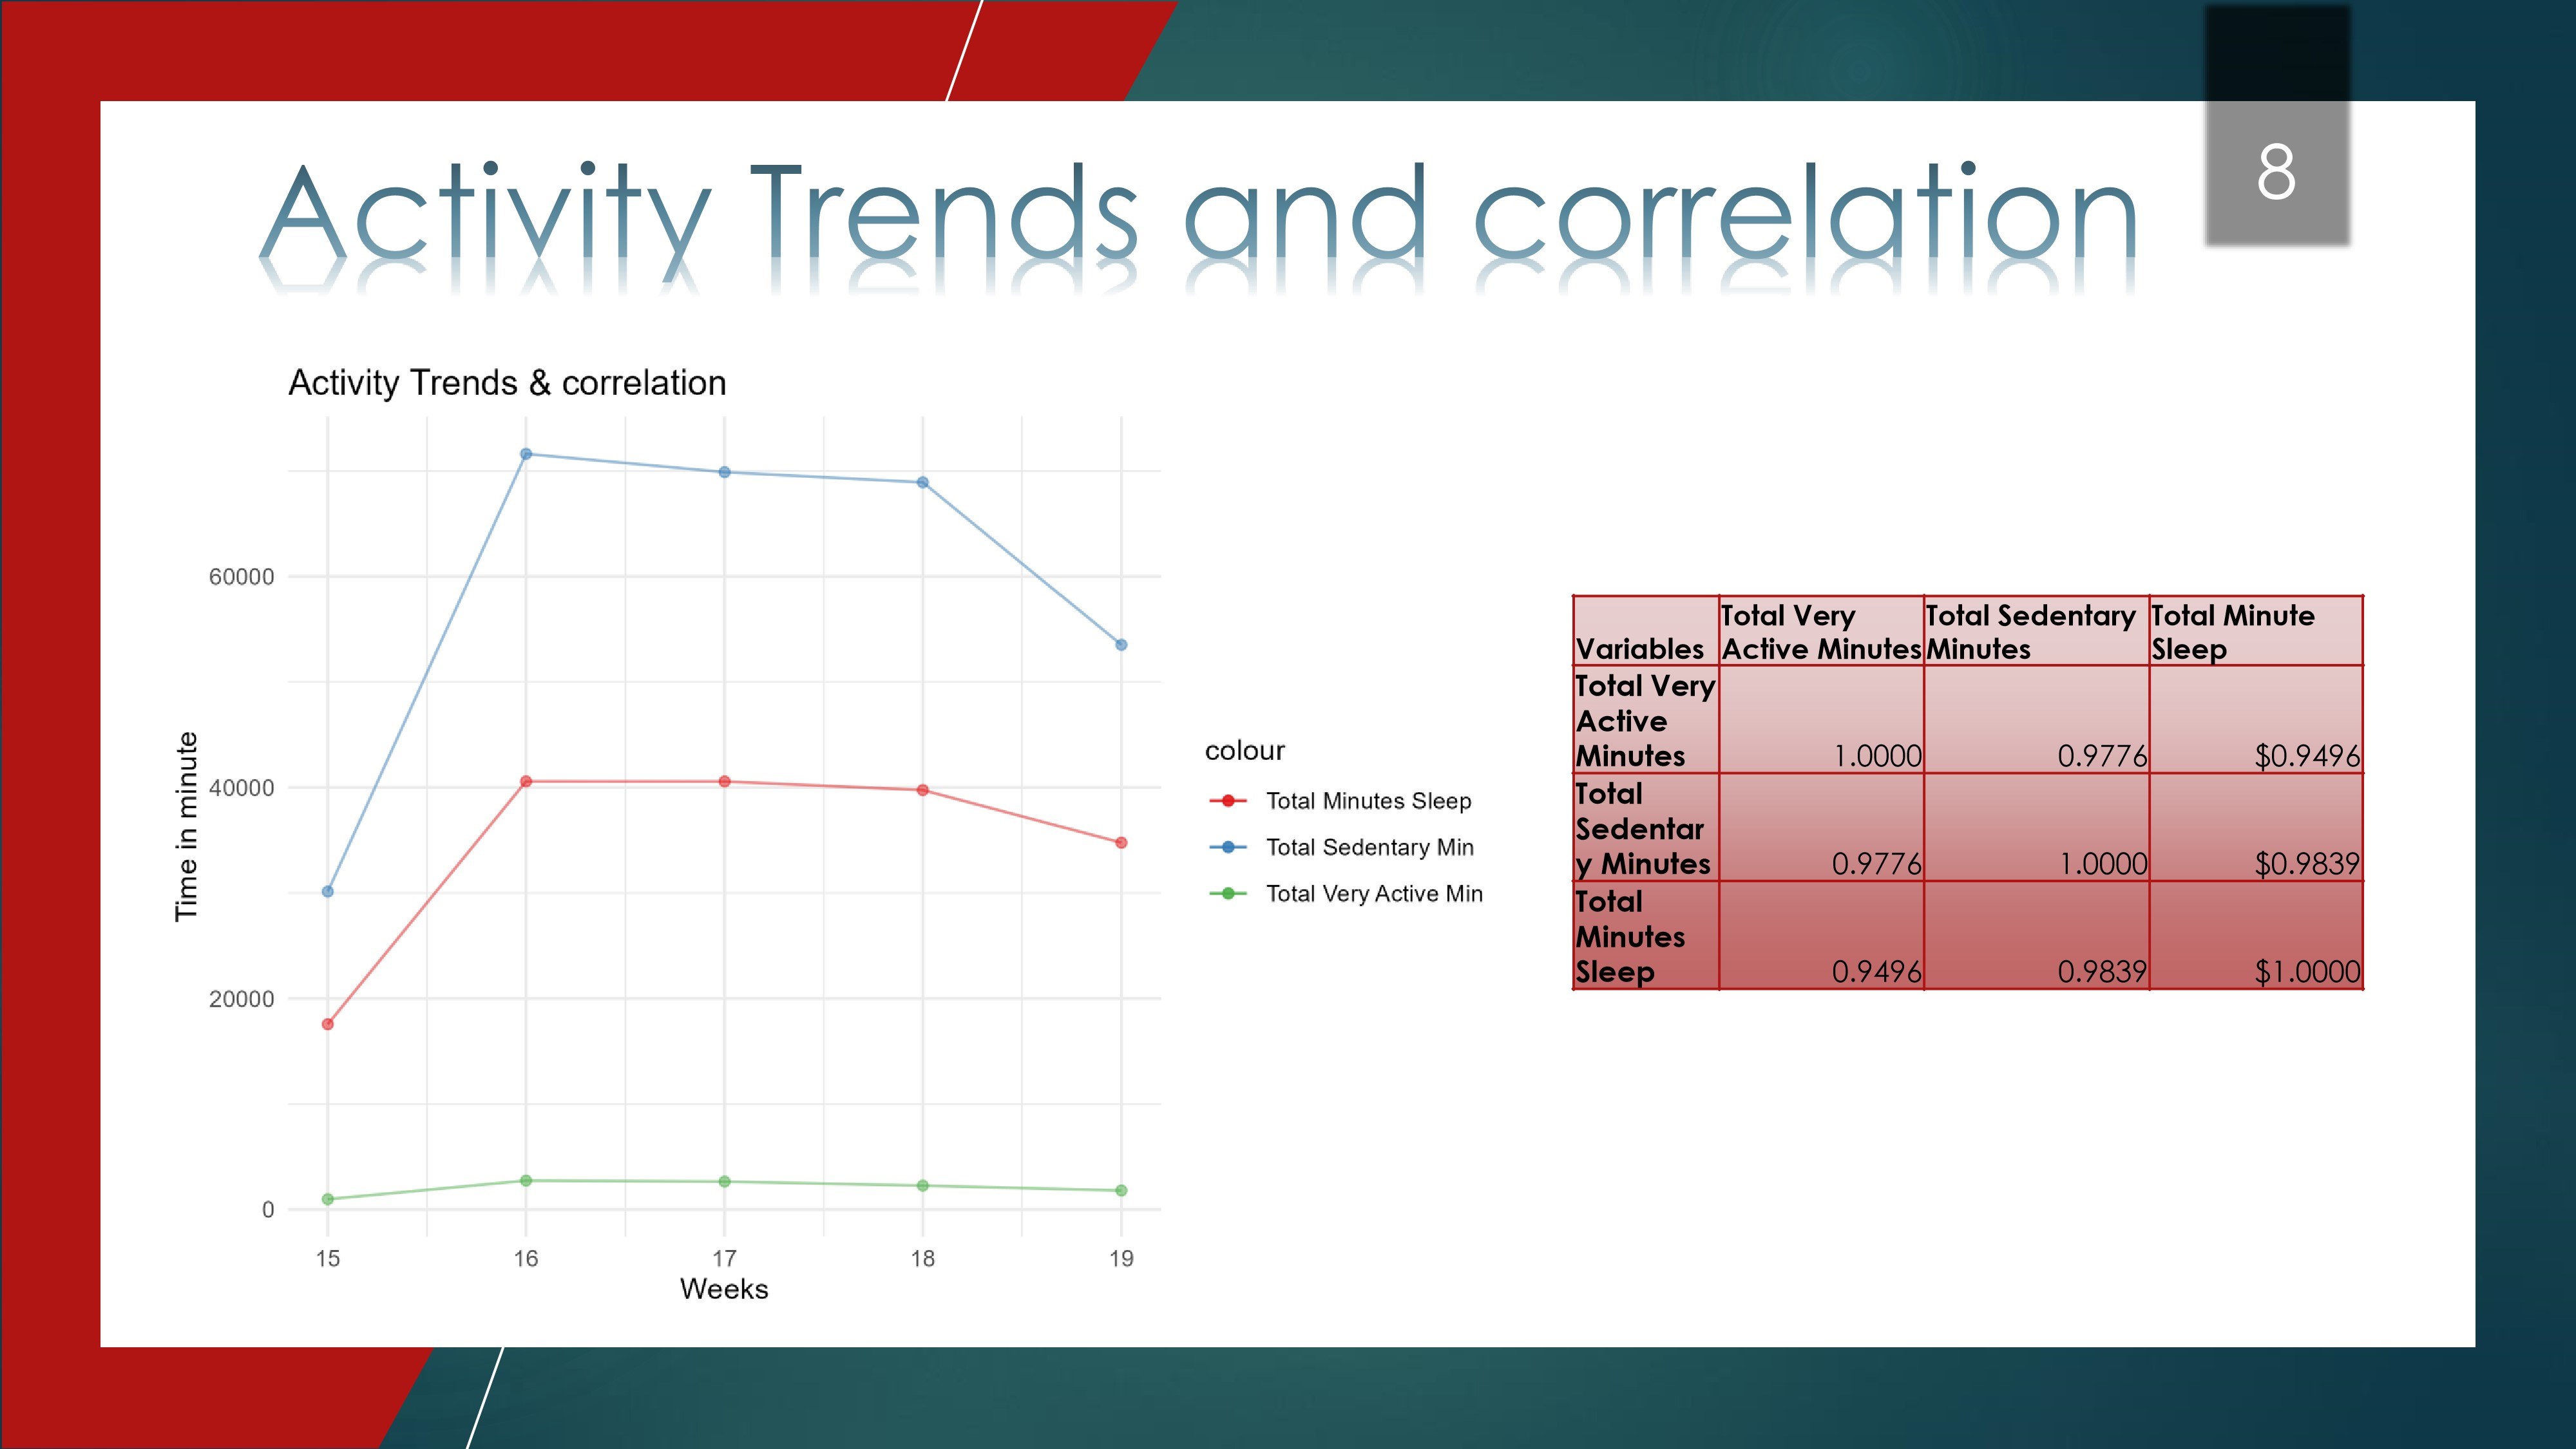 8
Activity Trends and correlation
Activity Trends & correlation
60000
40000
20000
0
Time in minute
15 16 17 18 19
Weeks
colour
Total Minutes Sleep
Total Sedentary Min
Total Very Active Min
Variables
Total Very
Active Minutes
Total Sedentary
Minutes
Total Minute
Sleep
Total Very
Active
Minutes
1.0000 0.9776 $0.9496
Total
Sedentar
y Minutes
0.9776 1.0000 $0.9839
Total
Minutes
Sleep
0.9496 0.9839 $1.0000